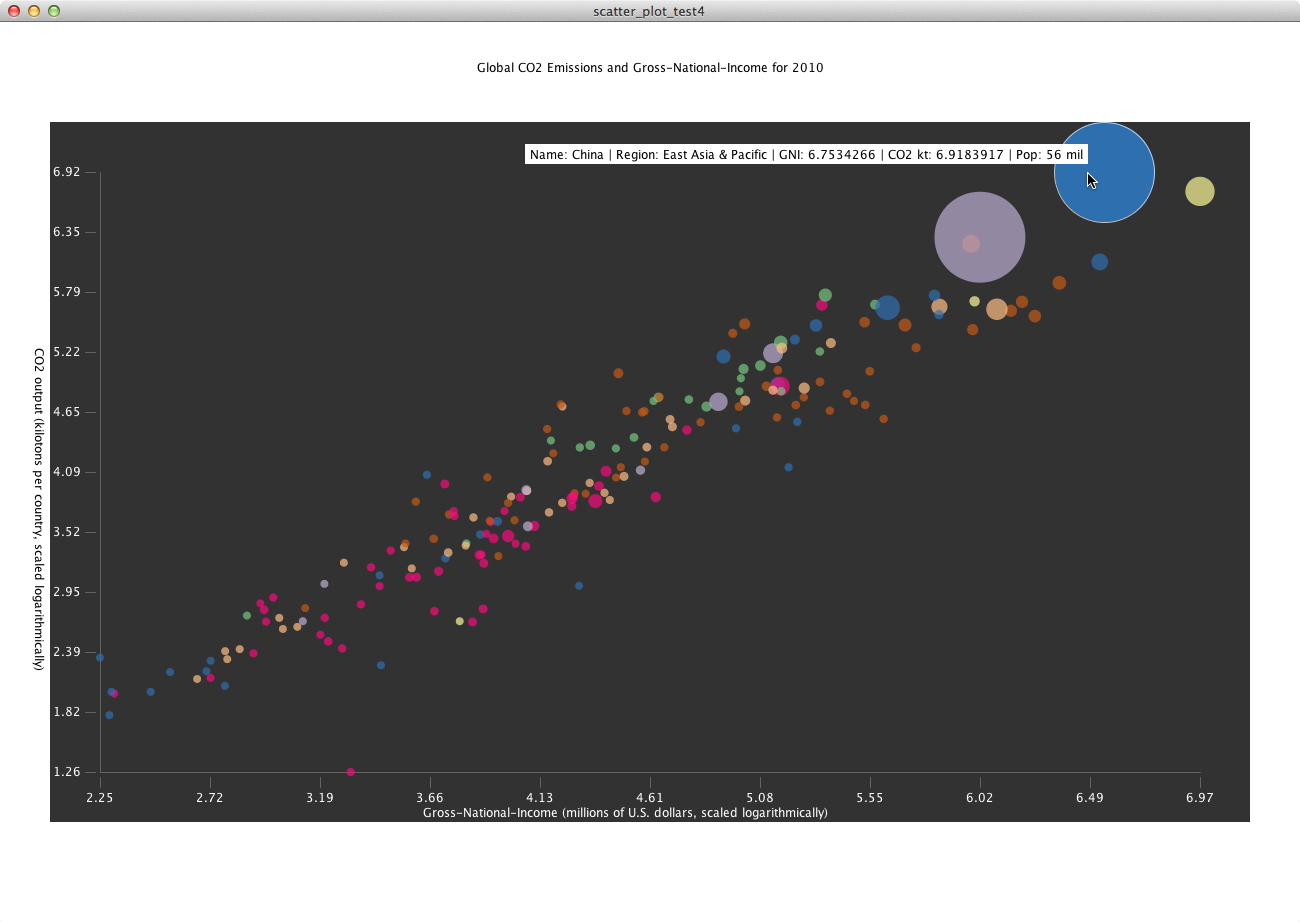 scatter_plot_test4
Global CO2 Emissions and Gross-National-Income for 2010
Name: China | Region: East Asia & Pacific | GNI: 6.7534266 | CO2 kt: 6.9183917 | Pop: 56 mil
6.92
6.35
5.79
5.22
4.65
4.09
3.52
2.95
2.39
1.82
1.26
CO2 output (kilotons per country, scaled logarithmically)
2.25 2.72 3.19 3.66 4.13 4.61 5.08 5.55 6.02 6.49 6.97
Gross-National-Income (millions of U.S. dollars, scaled logarithmically)